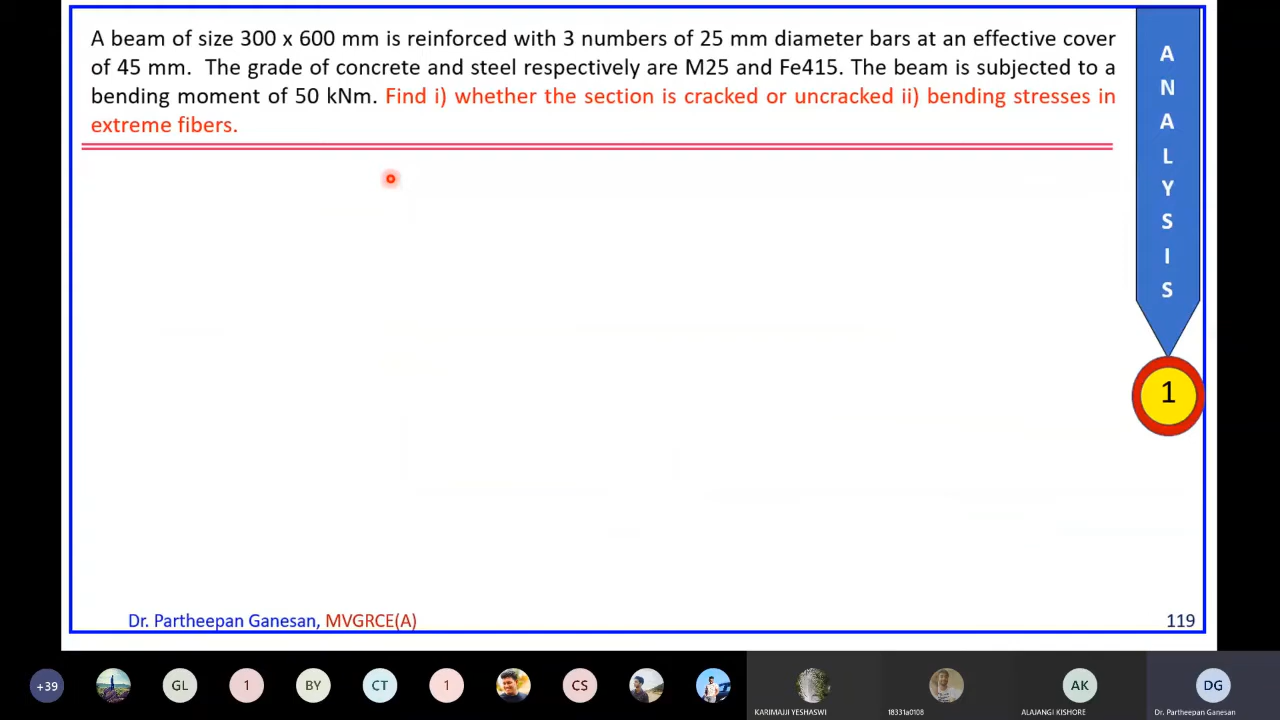 A beam of size 300 x 600 mm is reinforced with 3 numbers of 25 mm diameter bars at an effective cover
of 45 mm. The grade of concrete and steel respectively are M25 and Fe415. The beam is subjected to a
bending moment of 50 kNm. Find i) whether the section is cracked or uncracked ii) bending stresses in
extreme fibers.
A
N
A
L
Y
S
I
S
1
Dr. Partheepan Ganesan, MVGRCE(A)
119
+39
GL
1
BY
CT
1
CS
AK
DG
KARIMAJJI YESHASWI
18331a0108
ALAJANGI KISHORE
Dr. Partheepan Ganesan